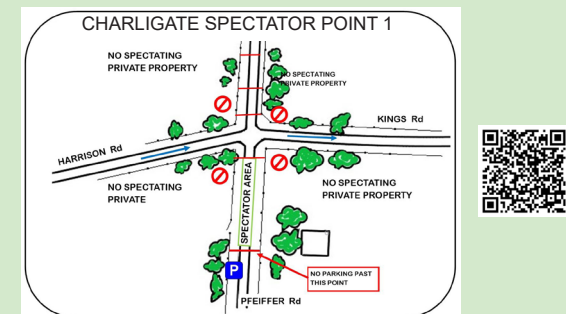 CHARLIGATE SPECTATOR POINT 1
NO SPECTATING
PRIVATE PROPERTY
NO SPECTATING
PRIVATE PROPERTY
KINGS Rd
HARRISON Rd
NO SPECTATING
PRIVATE
SPECTATOR AREA
NO SPECTATING
PRIVATE PROPERTY
P
NO PARKING PAST
THIS POINT
PFEIFFER Rd